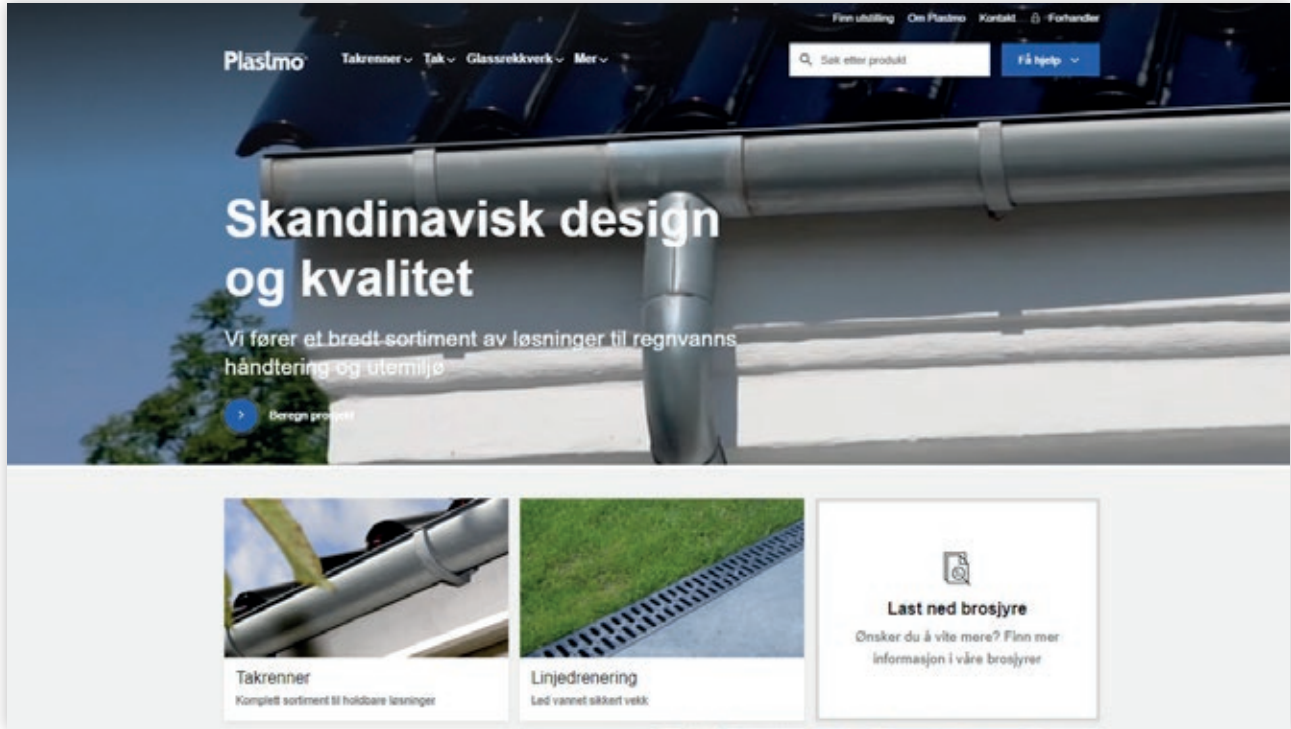 Finn utstilling Om Plastmo Kontakt Forhandler
Plastmo Takrenner Tak Glassrekkverk Mer Søk etter produkt Få hjelp
Skandinavisk design
og kvalitet
Vi fører et bredt sortiment av løsninger til regnvanns
håndtering og utemiljø
Beregn prosjekt
Last ned brosjyre
Ønsker du å vite mere? Finn mer
informasjon i våre brosjyrer
Takrenner
Komplett sortiment til holdbare løsninger
Linjedrenering
Led vannet sikkert vekk